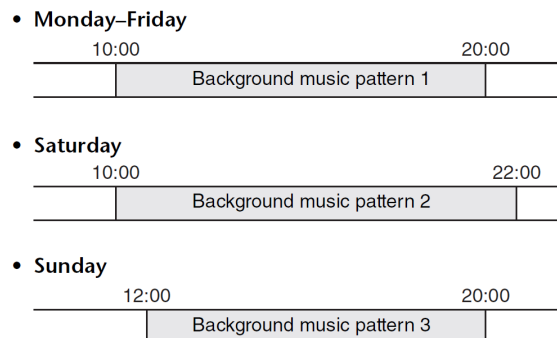 • Monday–Friday
10:00 20:00
Background music pattern 1
• Saturday
10:00 22:00
Background music pattern 2
• Sunday
12:00 20:00
Background music pattern 3